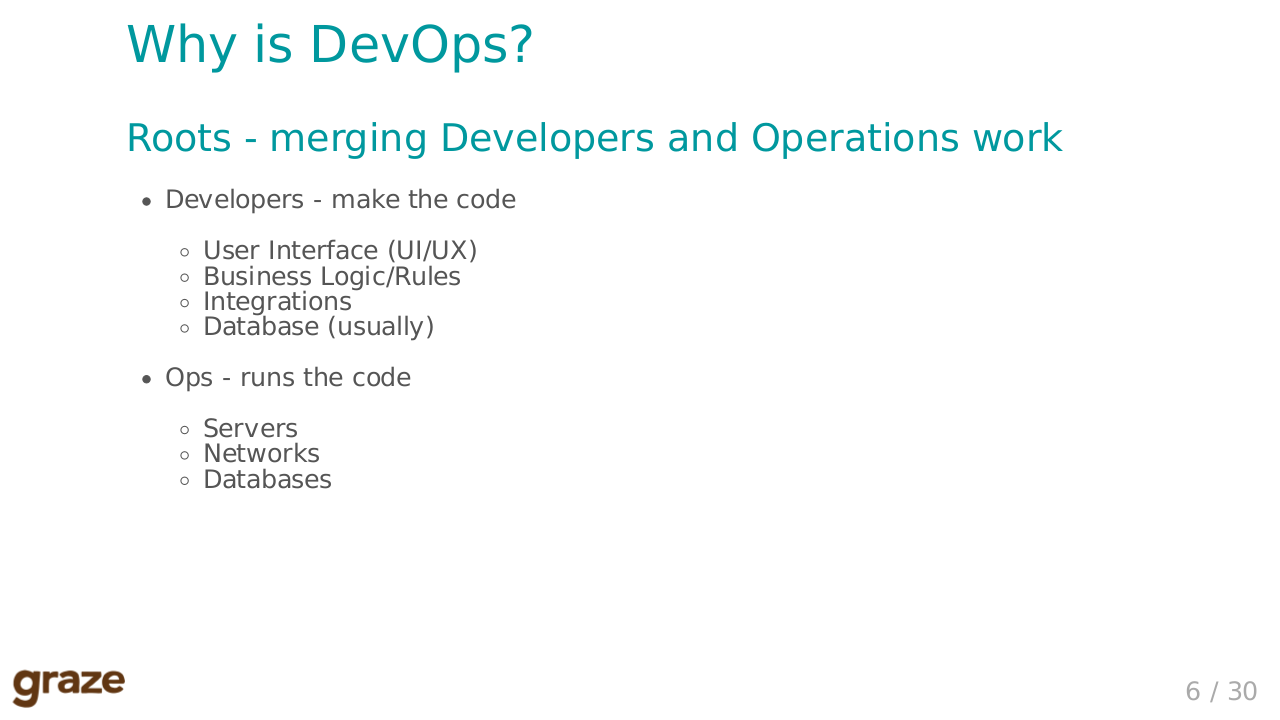 Why is DevOps?
Roots - merging Developers and Operations work
Developers - make the code
User Interface (UI/UX)
Business Logic/Rules
Integrations
Database (usually)
Ops - runs the code
Servers
Networks
Databases
graze
6 / 30